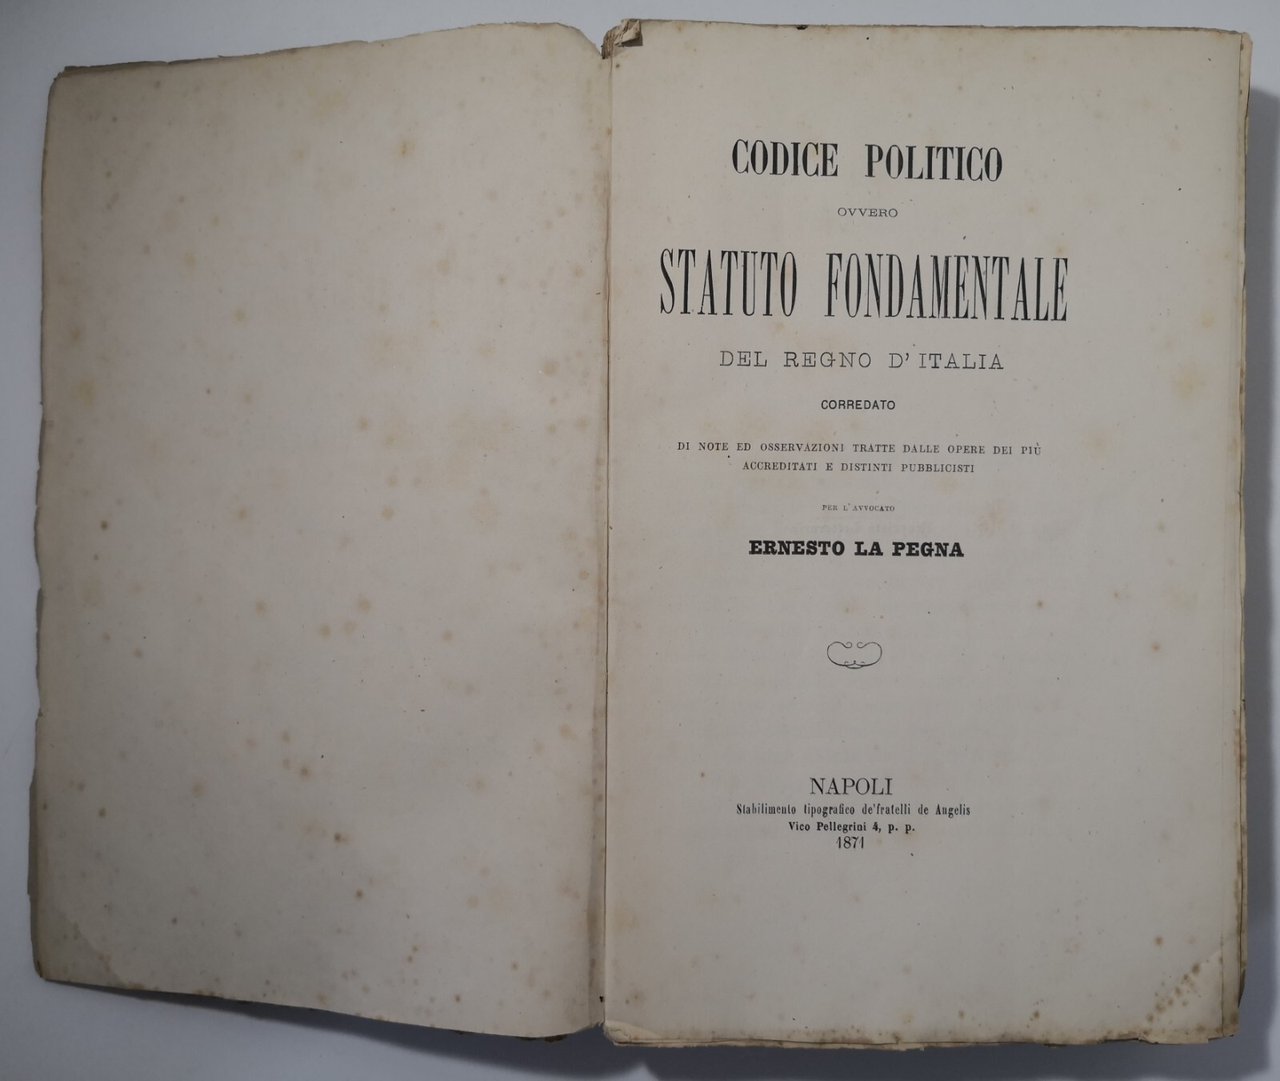 CODICE POLITICO
OVVERO
STATUTO FONDAMENTALE
DEL REGNO D'ITALIA
CORREDATO
DI NOTE ED OSSERVAZIONI TRATTE DALLE OPERE DEI PIÙ
ACCREDITATI E DISTINTI PUBBLICISTI
PER L'AVVOCATO
ERNESTO LA PEGNA
NAPOLI
Stabilimento tipografico de'fratelli de Angelis
Vico Pellegrini 4, p. p.
1871